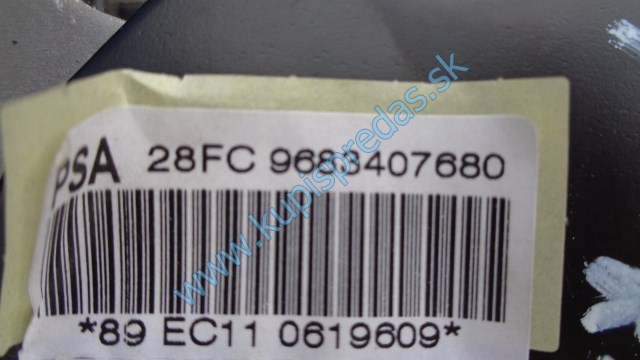 PSA 28FC 9683407680
*89 EC11 0619609*
www.kupispredas.sk